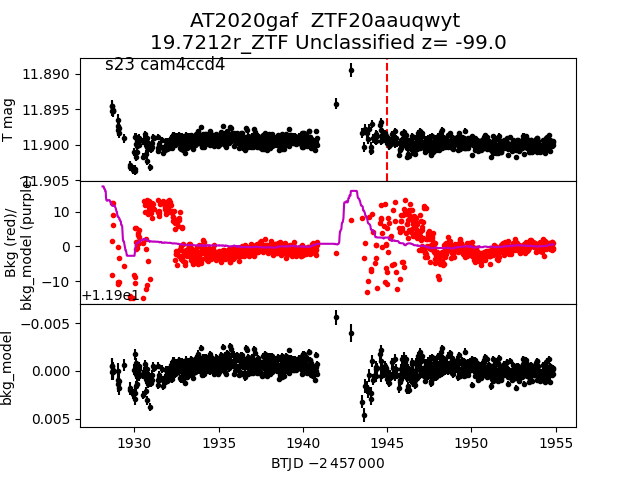 AT2020gaf ZTF20aauqwyt
19.7212r_ZTF Unclassified z= -99.0
s23 cam4ccd4
T mag
11.890
11.895
11.900
11.905
Bkg (red)/
bkg_model (purple)
10
0
−10
+1.19e1
bkg_model
−0.005
0.000
0.005
1930
1935
1940
1945
1950
1955
BTJD −2 457 000